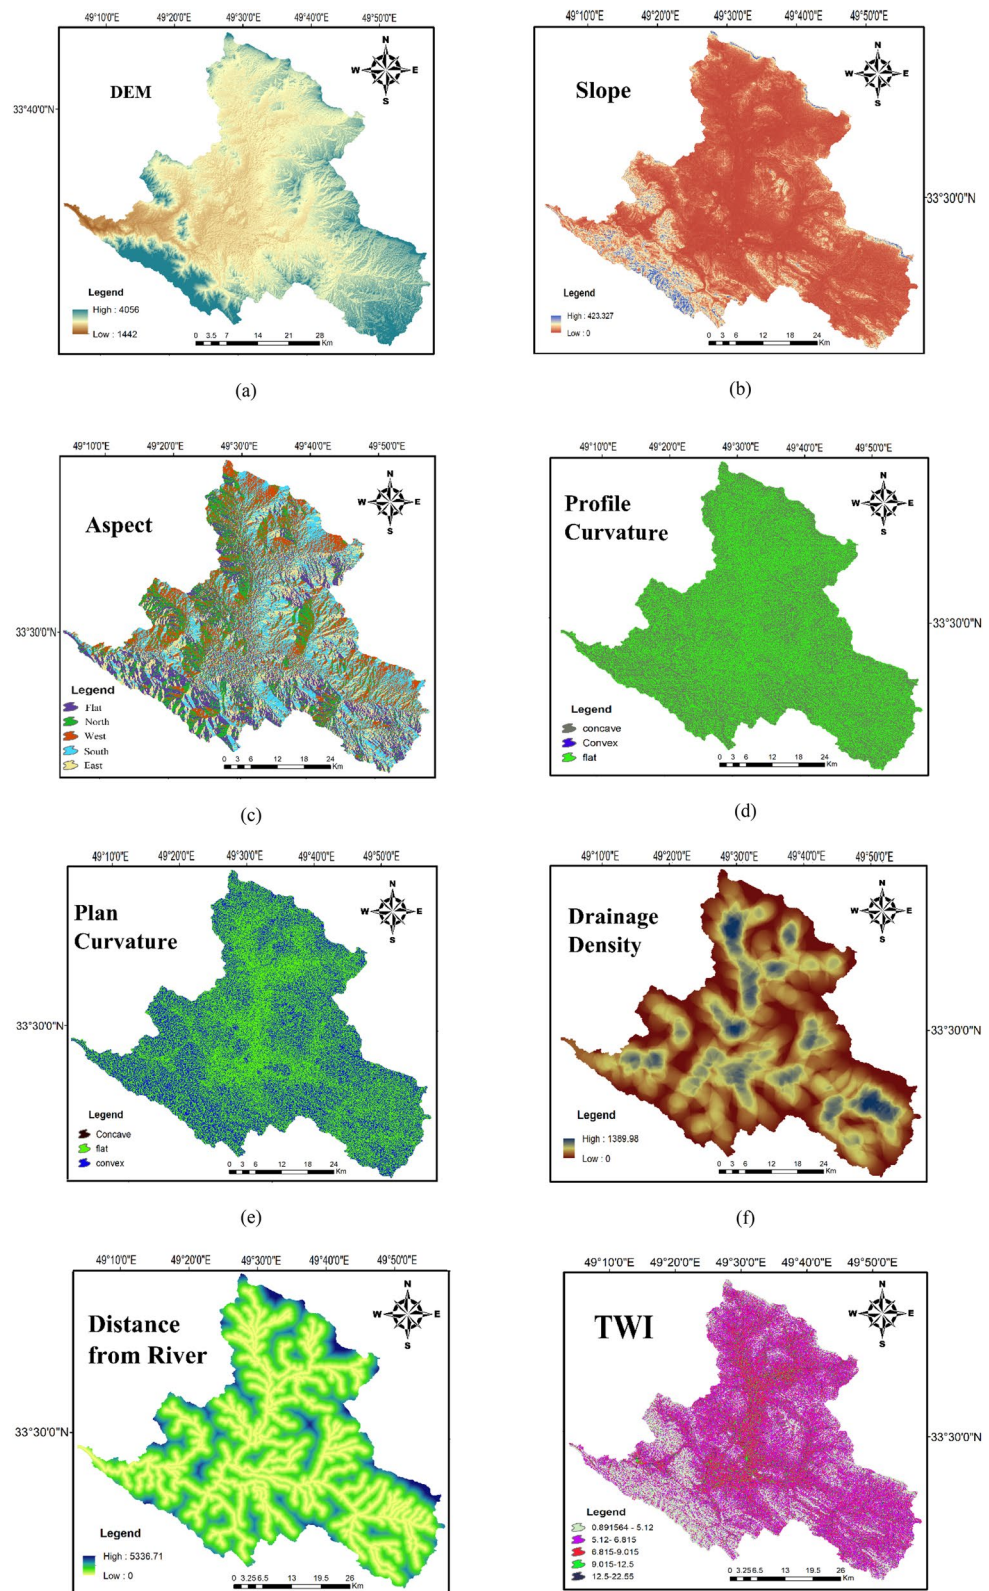 49°10'0"E 49°20'0"E 49°30'0"E 49°40'0"E 49°50'0"E
DEM
N
W E
S
33°40'0"N
Legend
High : 4056
Low : 1442
0 3.5 7 14 21 28
Km
(a)
49°10'0"E 49°20'0"E 49°30'0"E 49°40'0"E 49°50'0"E
Slope
N
W E
S
33°30'0"N
High : 423.327
Low : 0
Legend
0 3 6 12 18 24
Km
(b)
49°10'0"E 49°20'0"E 49°30'0"E 49°40'0"E 49°50'0"E
Aspect
N
W E
S
33°30'0"N
Legend
Flat
North
West
South
East
0 3 6 12 18 24
Km
(c)
49°10'0"E 49°20'0"E 49°30'0"E 49°40'0"E 49°50'0"E
Profile
Curvature
N
W E
S
33°30'0"N
Legend
concave
Convex
flat
0 3 6 12 18 24
Km
(d)
49°10'0"E 49°20'0"E 49°30'0"E 49°40'0"E 49°50'0"E
Plan
Curvature
N
W E
S
33°30'0"N
Legend
Concave
flat
convex
0 3 6 12 18 24
Km
(e)
49°10'0"E 49°20'0"E 49°30'0"E 49°40'0"E 49°50'0"E
Drainage
Density
N
W E
S
33°30'0"N
Legend
High : 1389.98
Low : 0
0 3 6 12 18 24
Km
(f)
49°10'0"E 49°20'0"E 49°30'0"E 49°40'0"E 49°50'0"E
Distance
from River
N
W E
S
33°30'0"N
Legend
High : 5336.71
Low : 0
0 3.25 6.5 13 19.5 26
Km
49°10'0"E 49°20'0"E 49°30'0"E 49°40'0"E 49°50'0"E
TWI
N
W E
S
33°30'0"N
Legend
0.891564 - 5.12
5.12- 6.815
6.815-9.015
9.015-12.5
12.5-22.55
0 3.25 6.5 13 19.5 26
Km